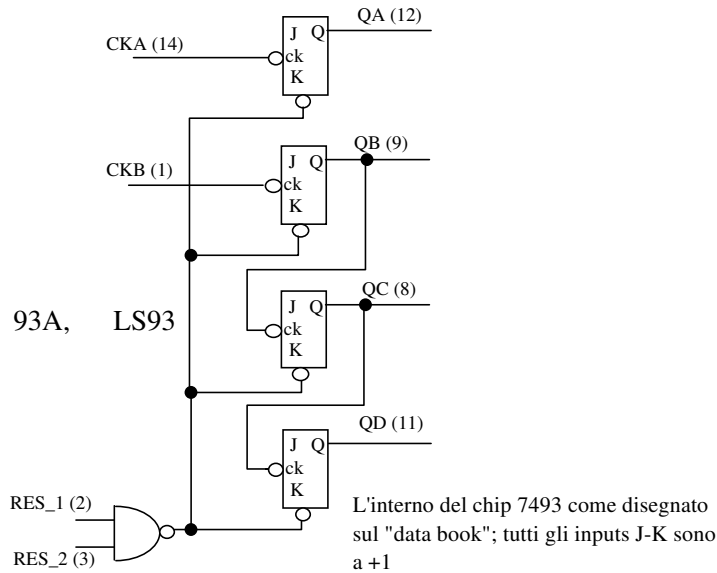 QA (12)
J Q
CKA (14)
ck
K
QB (9)
J Q
CKB (1)
ck
K
QC (8)
J Q
93A, LS93
ck
K
QD (11)
J Q
ck
K
RES_1 (2)
RES_2 (3)
L'interno del chip 7493 come disegnato
sul "data book"; tutti gli inputs J-K sono
a +1